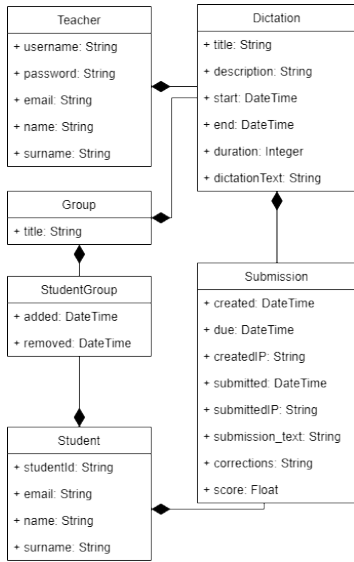 Teacher
+ username: String
+ password: String
+ email: String
+ name: String
+ surname: String
Dictation
+ title: String
+ description: String
+ start: DateTime
+ end: DateTime
+ duration: Integer
+ dictationText: String
Group
+ title: String
StudentGroup
+ added: DateTime
+ removed: DateTime
Submission
+ created: DateTime
+ due: DateTime
+ createdIP: String
+ submitted: DateTime
+ submittedIP: String
+ submission_text: String
+ corrections: String
+ score: Float
Student
+ studentId: String
+ email: String
+ name: String
+ surname: String